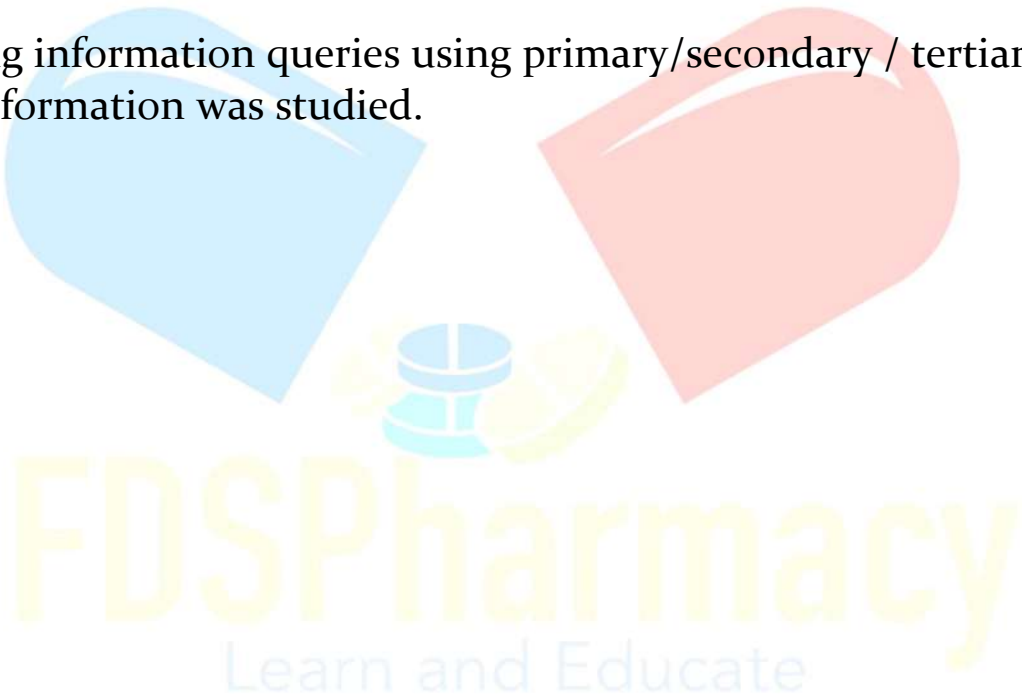 g information queries using primary/secondary / tertian
formation was studied.
FDSPharmacy
Learn and Educate